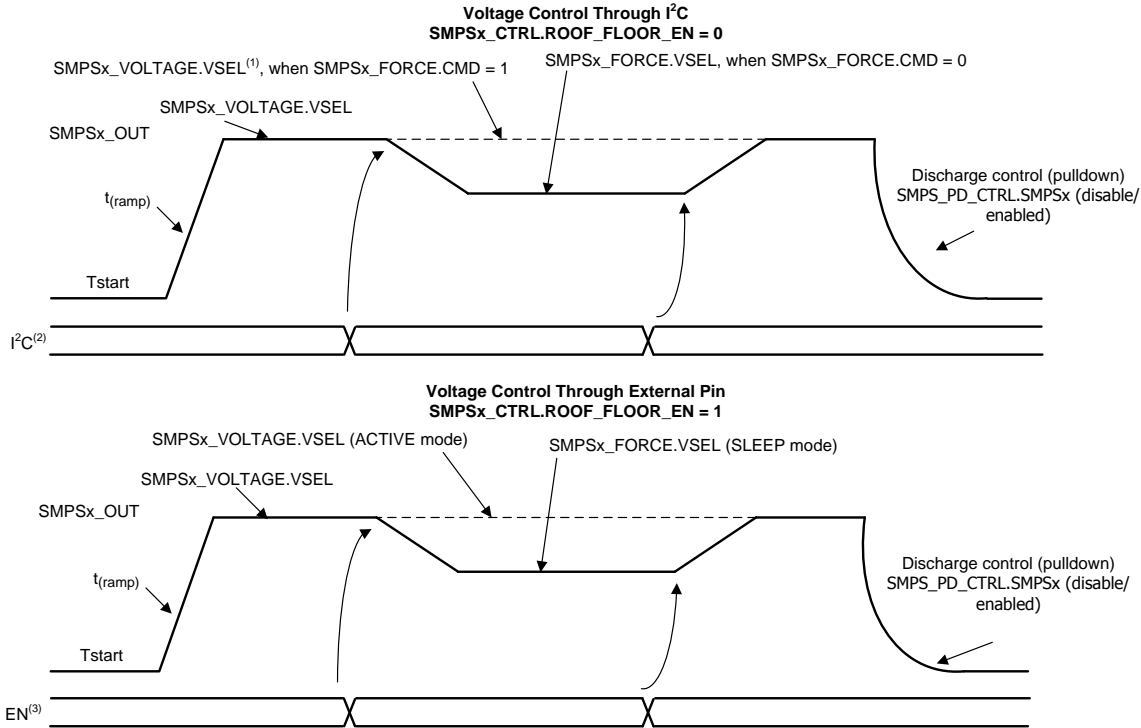 Voltage Control Through I²C
SMPSx_CTRL.ROOF_FLOOR_EN = 0
SMPSx_VOLTAGE.VSEL⁽¹⁾, when SMPSx_FORCE.CMD = 1
SMPSx_FORCE.VSEL, when SMPSx_FORCE.CMD = 0
SMPSx_VOLTAGE.VSEL
SMPSx_OUT
t(ramp)
Discharge control (pulldown)
SMPS_PD_CTRL.SMPSx (disable/
enabled)
Tstart
I²C⁽²⁾
Voltage Control Through External Pin
SMPSx_CTRL.ROOF_FLOOR_EN = 1
SMPSx_VOLTAGE.VSEL (ACTIVE mode)
SMPSx_FORCE.VSEL (SLEEP mode)
SMPSx_VOLTAGE.VSEL
SMPSx_OUT
t(ramp)
Discharge control (pulldown)
SMPS_PD_CTRL.SMPSx (disable/
enabled)
Tstart
EN⁽³⁾